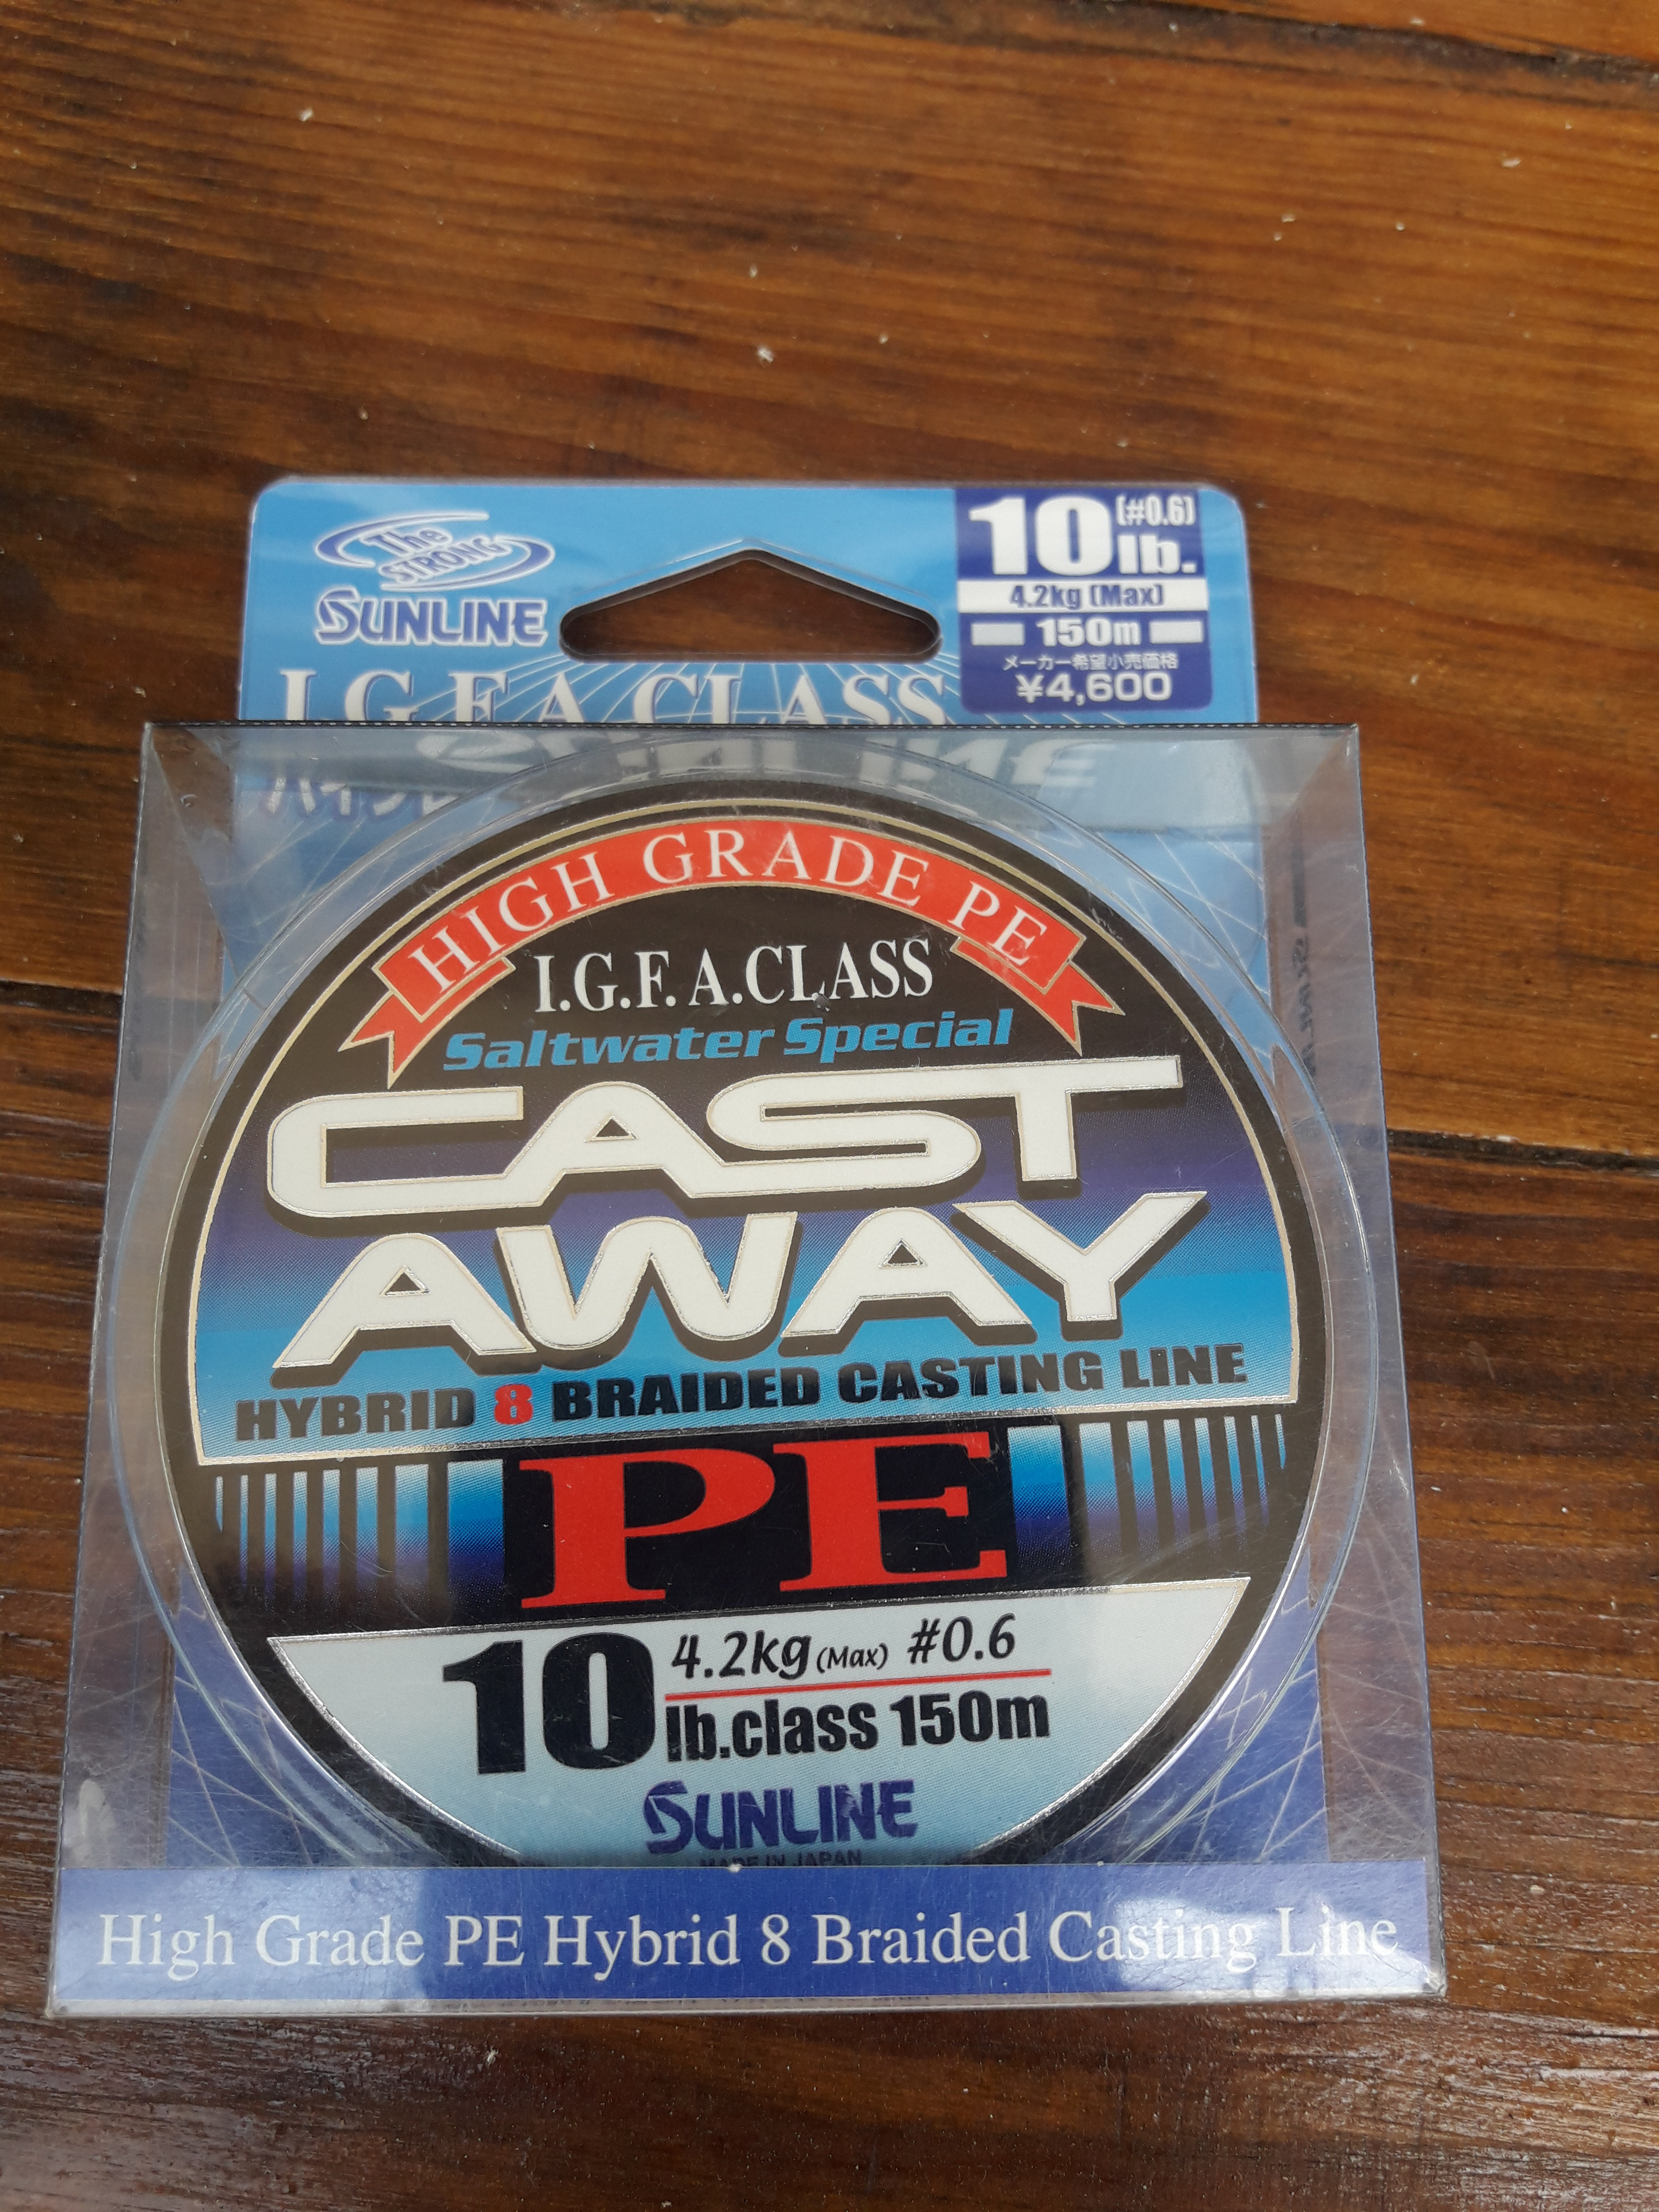 The
STRONG
SUNLINE
10 lb. (#0.6)
4.2kg (Max)
150m
メーカー希望小売価格
¥4,600
I.G.F.A.CLASS
HIGH GRADE PE
I.G.F.A.CLASS
Saltwater Special
CAST
AWAY
HYBRID 8 BRAIDED CASTING LINE
PE
10 4.2kg (Max) #0.6
lb.class 150m
SUNLINE
MADE IN JAPAN
High Grade PE Hybrid 8 Braided Casting Line